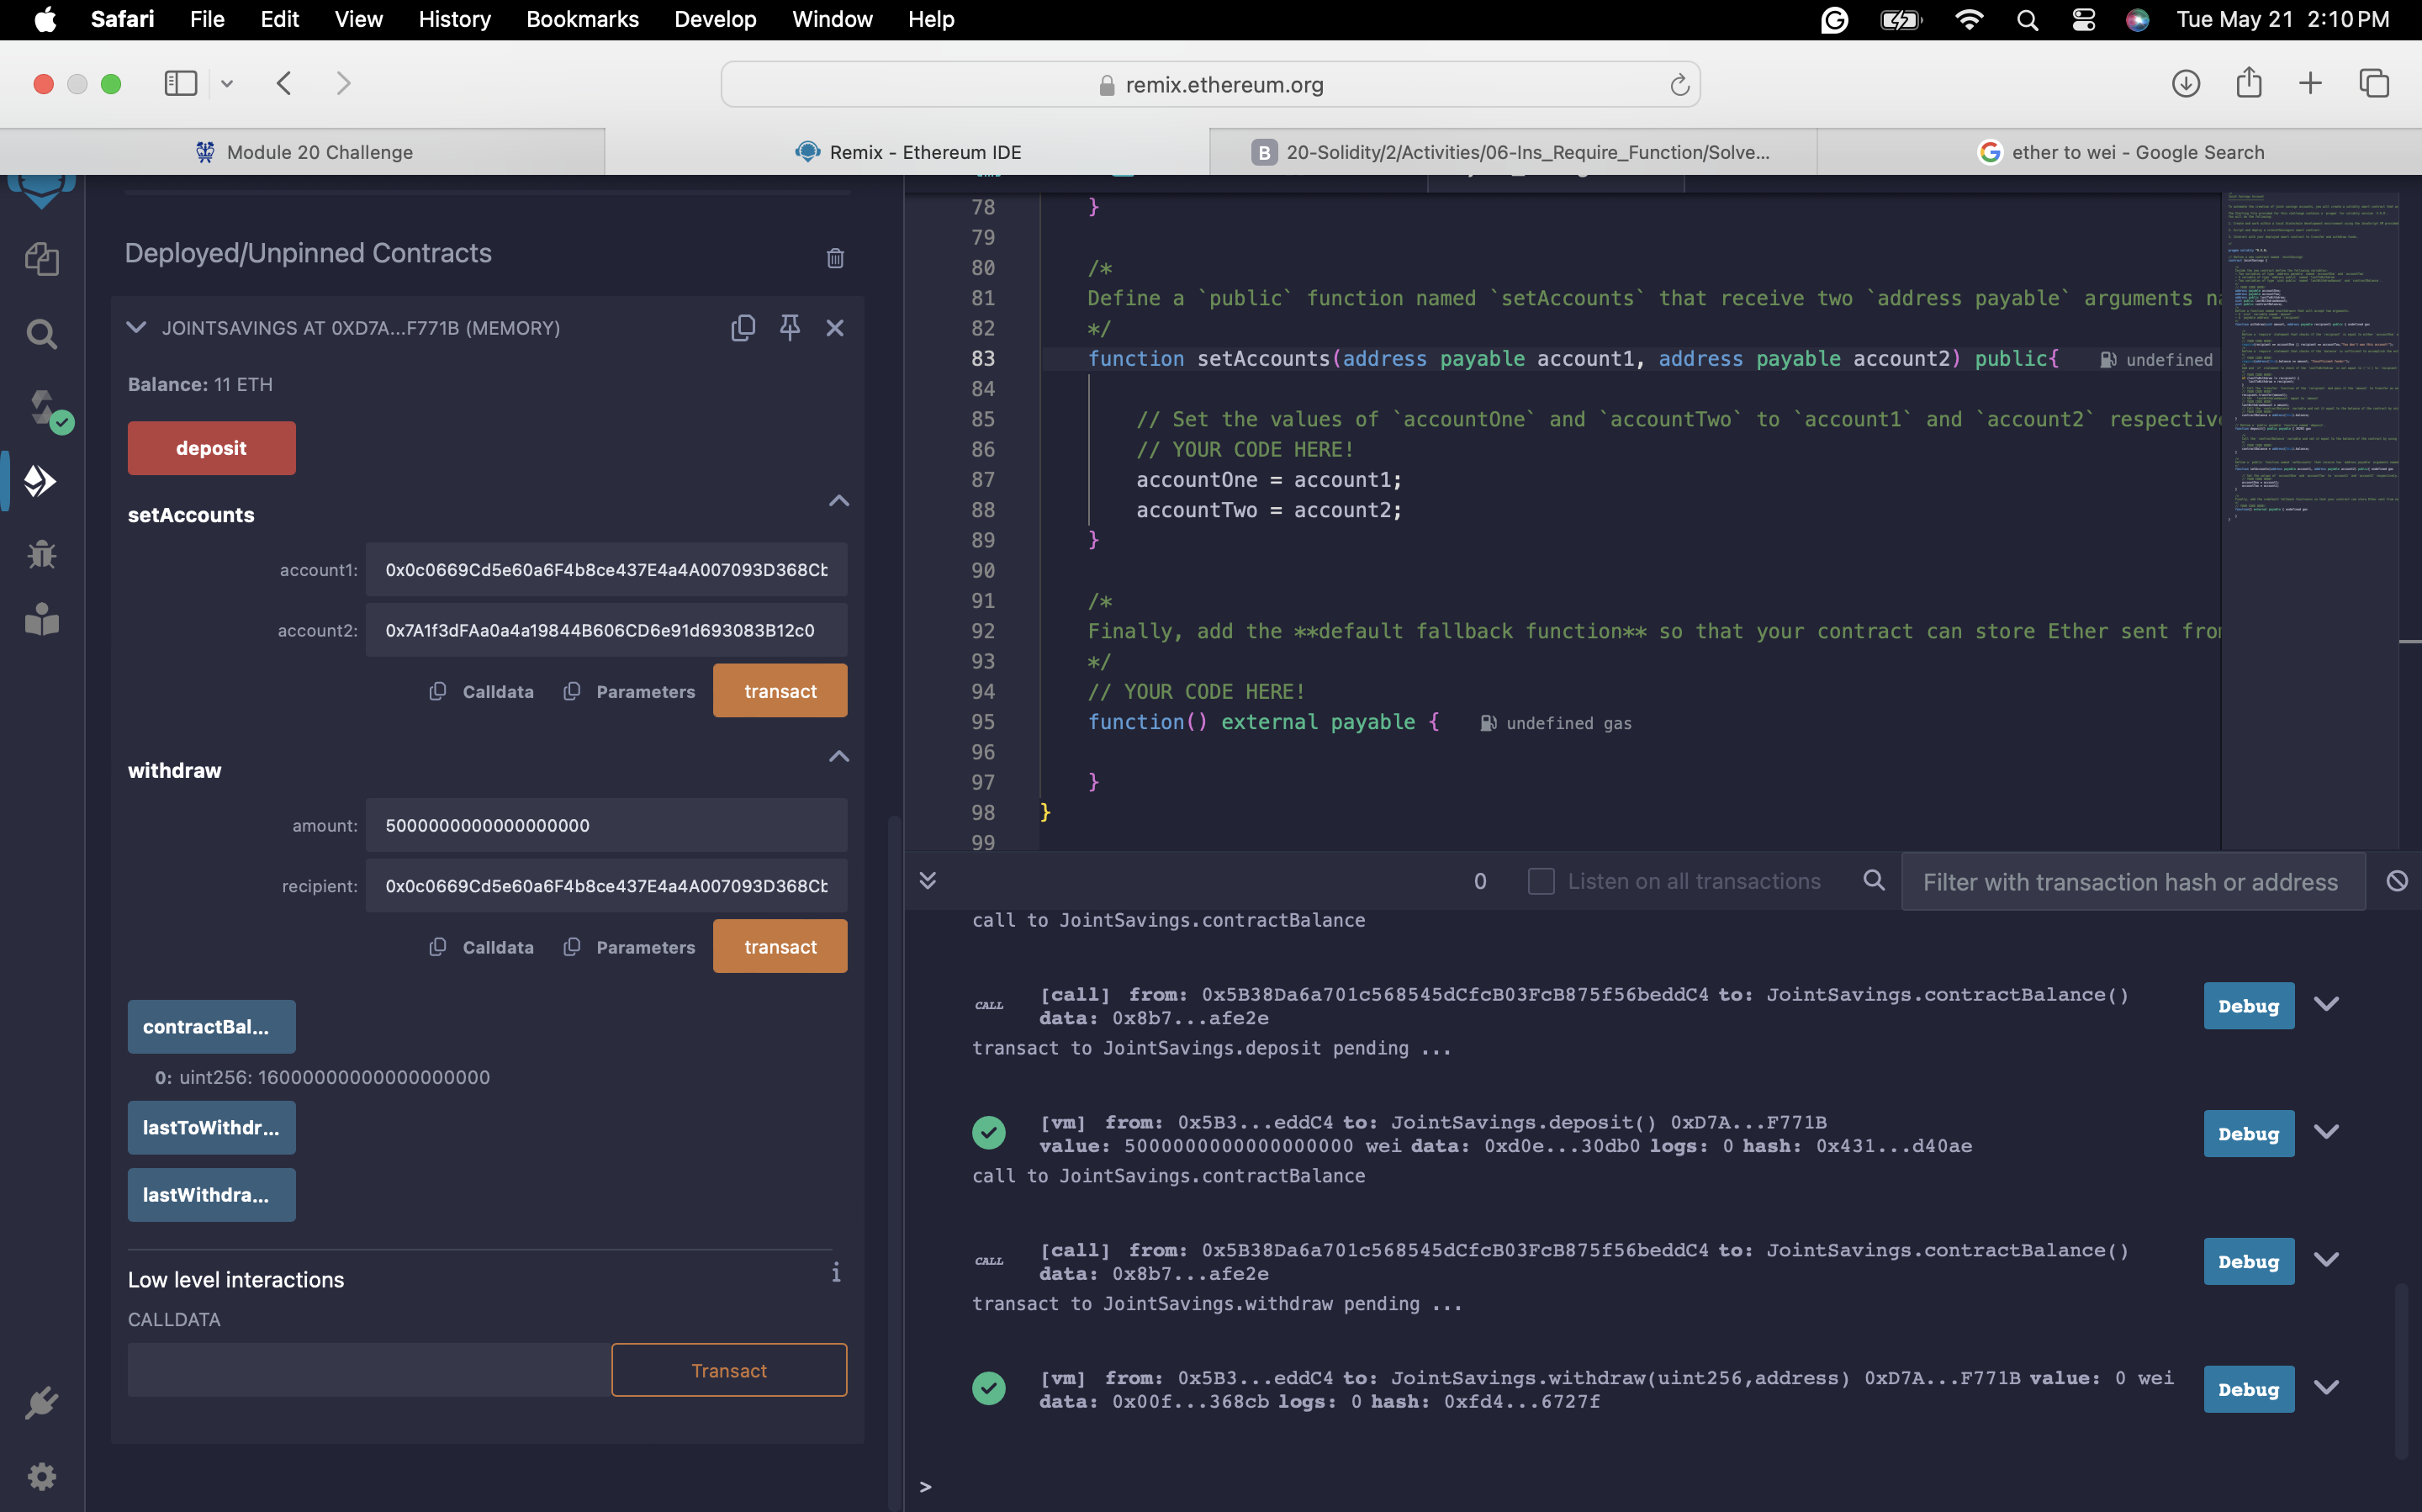 Safari File Edit View History Bookmarks Develop Window Help Tue May 21 2:10 PM
remix.ethereum.org
Module 20 Challenge
Remix - Ethereum IDE
B 20-Solidity/2/Activities/06-Ins_Require_Function/Solve...
ether to wei - Google Search
Deployed/Unpinned Contracts
JOINTSAVINGS AT 0XD7A...F771B (MEMORY)
Balance: 11 ETH
deposit
setAccounts
account1: 0x0c0669Cd5e60a6F4b8ce437E4a4A007093D368Cb
account2: 0x7A1f3dFAa0a4a19844B606CD6e91d693083B12c0
Calldata Parameters transact
withdraw
amount: 5000000000000000000
recipient: 0x0c0669Cd5e60a6F4b8ce437E4a4A007093D368Cb
Calldata Parameters transact
contractBal...
0: uint256: 16000000000000000000
lastToWithdr...
lastWithdra...
Low level interactions
i
CALLDATA
Transact
78 }
79
80 /*
81 Define a `public` function named `setAccounts` that receive two `address payable` arguments na
82 */
83 function setAccounts(address payable account1, address payable account2) public{ undefined
84
85 // Set the values of `accountOne` and `accountTwo` to `account1` and `account2` respectiv
86 // YOUR CODE HERE!
87 accountOne = account1;
88 accountTwo = account2;
89 }
90
91 /*
92 Finally, add the **default fallback function** so that your contract can store Ether sent fro
93 */
94 // YOUR CODE HERE!
95 function() external payable { undefined gas
96
97 }
98 }
99
0 Listen on all transactions Filter with transaction hash or address
call to JointSavings.contractBalance
CALL [call] from: 0x5B38Da6a701c568545dCfcB03FcB875f56beddC4 to: JointSavings.contractBalance()
data: 0x8b7...afe2e
Debug
transact to JointSavings.deposit pending ...
[vm] from: 0x5B3...eddC4 to: JointSavings.deposit() 0xD7A...F771B
value: 5000000000000000000 wei data: 0xd0e...30db0 logs: 0 hash: 0x431...d40ae
Debug
call to JointSavings.contractBalance
CALL [call] from: 0x5B38Da6a701c568545dCfcB03FcB875f56beddC4 to: JointSavings.contractBalance()
data: 0x8b7...afe2e
Debug
transact to JointSavings.withdraw pending ...
[vm] from: 0x5B3...eddC4 to: JointSavings.withdraw(uint256,address) 0xD7A...F771B value: 0 wei
data: 0x00f...368cb logs: 0 hash: 0xfd4...6727f
Debug
>